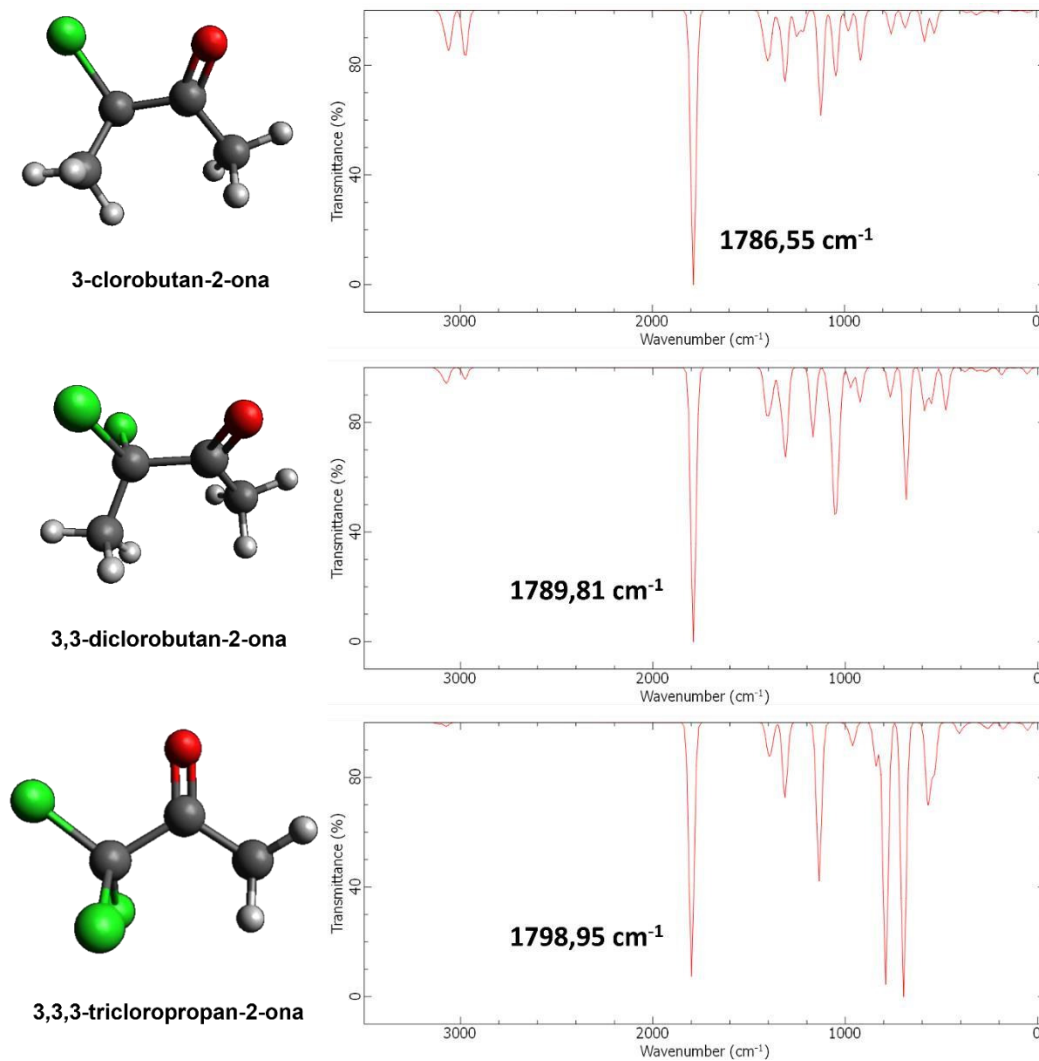 Transmittance (%)
80
40
0
1786,55 cm⁻¹
3-clorobutan-2-ona
3000
2000
1000
0
Wavenumber (cm⁻¹)
Transmittance (%)
80
40
0
1789,81 cm⁻¹
3,3-diclorobutan-2-ona
3000
2000
1000
0
Wavenumber (cm⁻¹)
Transmittance (%)
80
40
0
1798,95 cm⁻¹
3,3,3-tricloropropan-2-ona
3000
2000
1000
0
Wavenumber (cm⁻¹)